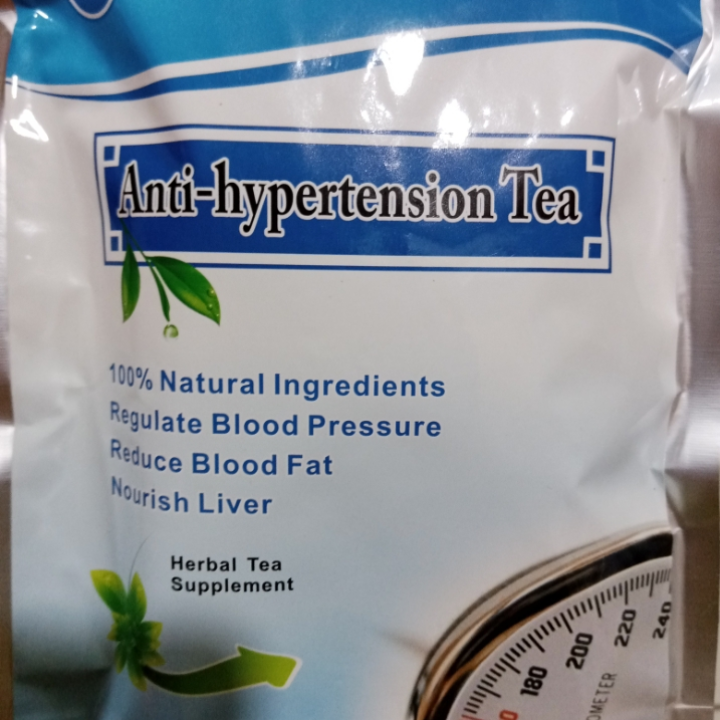 Anti-hypertension Tea
100% Natural Ingredients
Regulate Blood Pressure
Reduce Blood Fat
Nourish Liver
Herbal Tea
Supplement
180
200
220
240